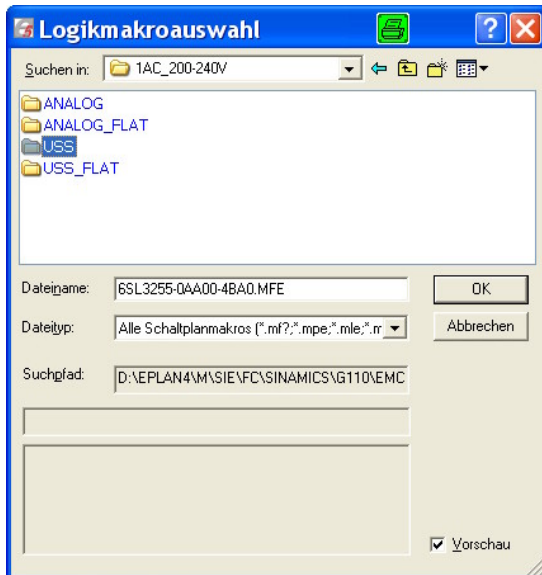 Logikmakroauswahl
Suchen in: 1AC_200-240V
ANALOG
ANALOG_FLAT
USS
USS_FLAT
Dateiname: 6SL3255-0AA00-4BA0.MFE OK
Dateityp: Alle Schaltplanmakros (*.mf?;*.mpe;*.mle;*.m Abbrechen
Suchpfad: D:\EPLAN4\M\SIE\FC\SINAMICS\G110\EMC
Vorschau